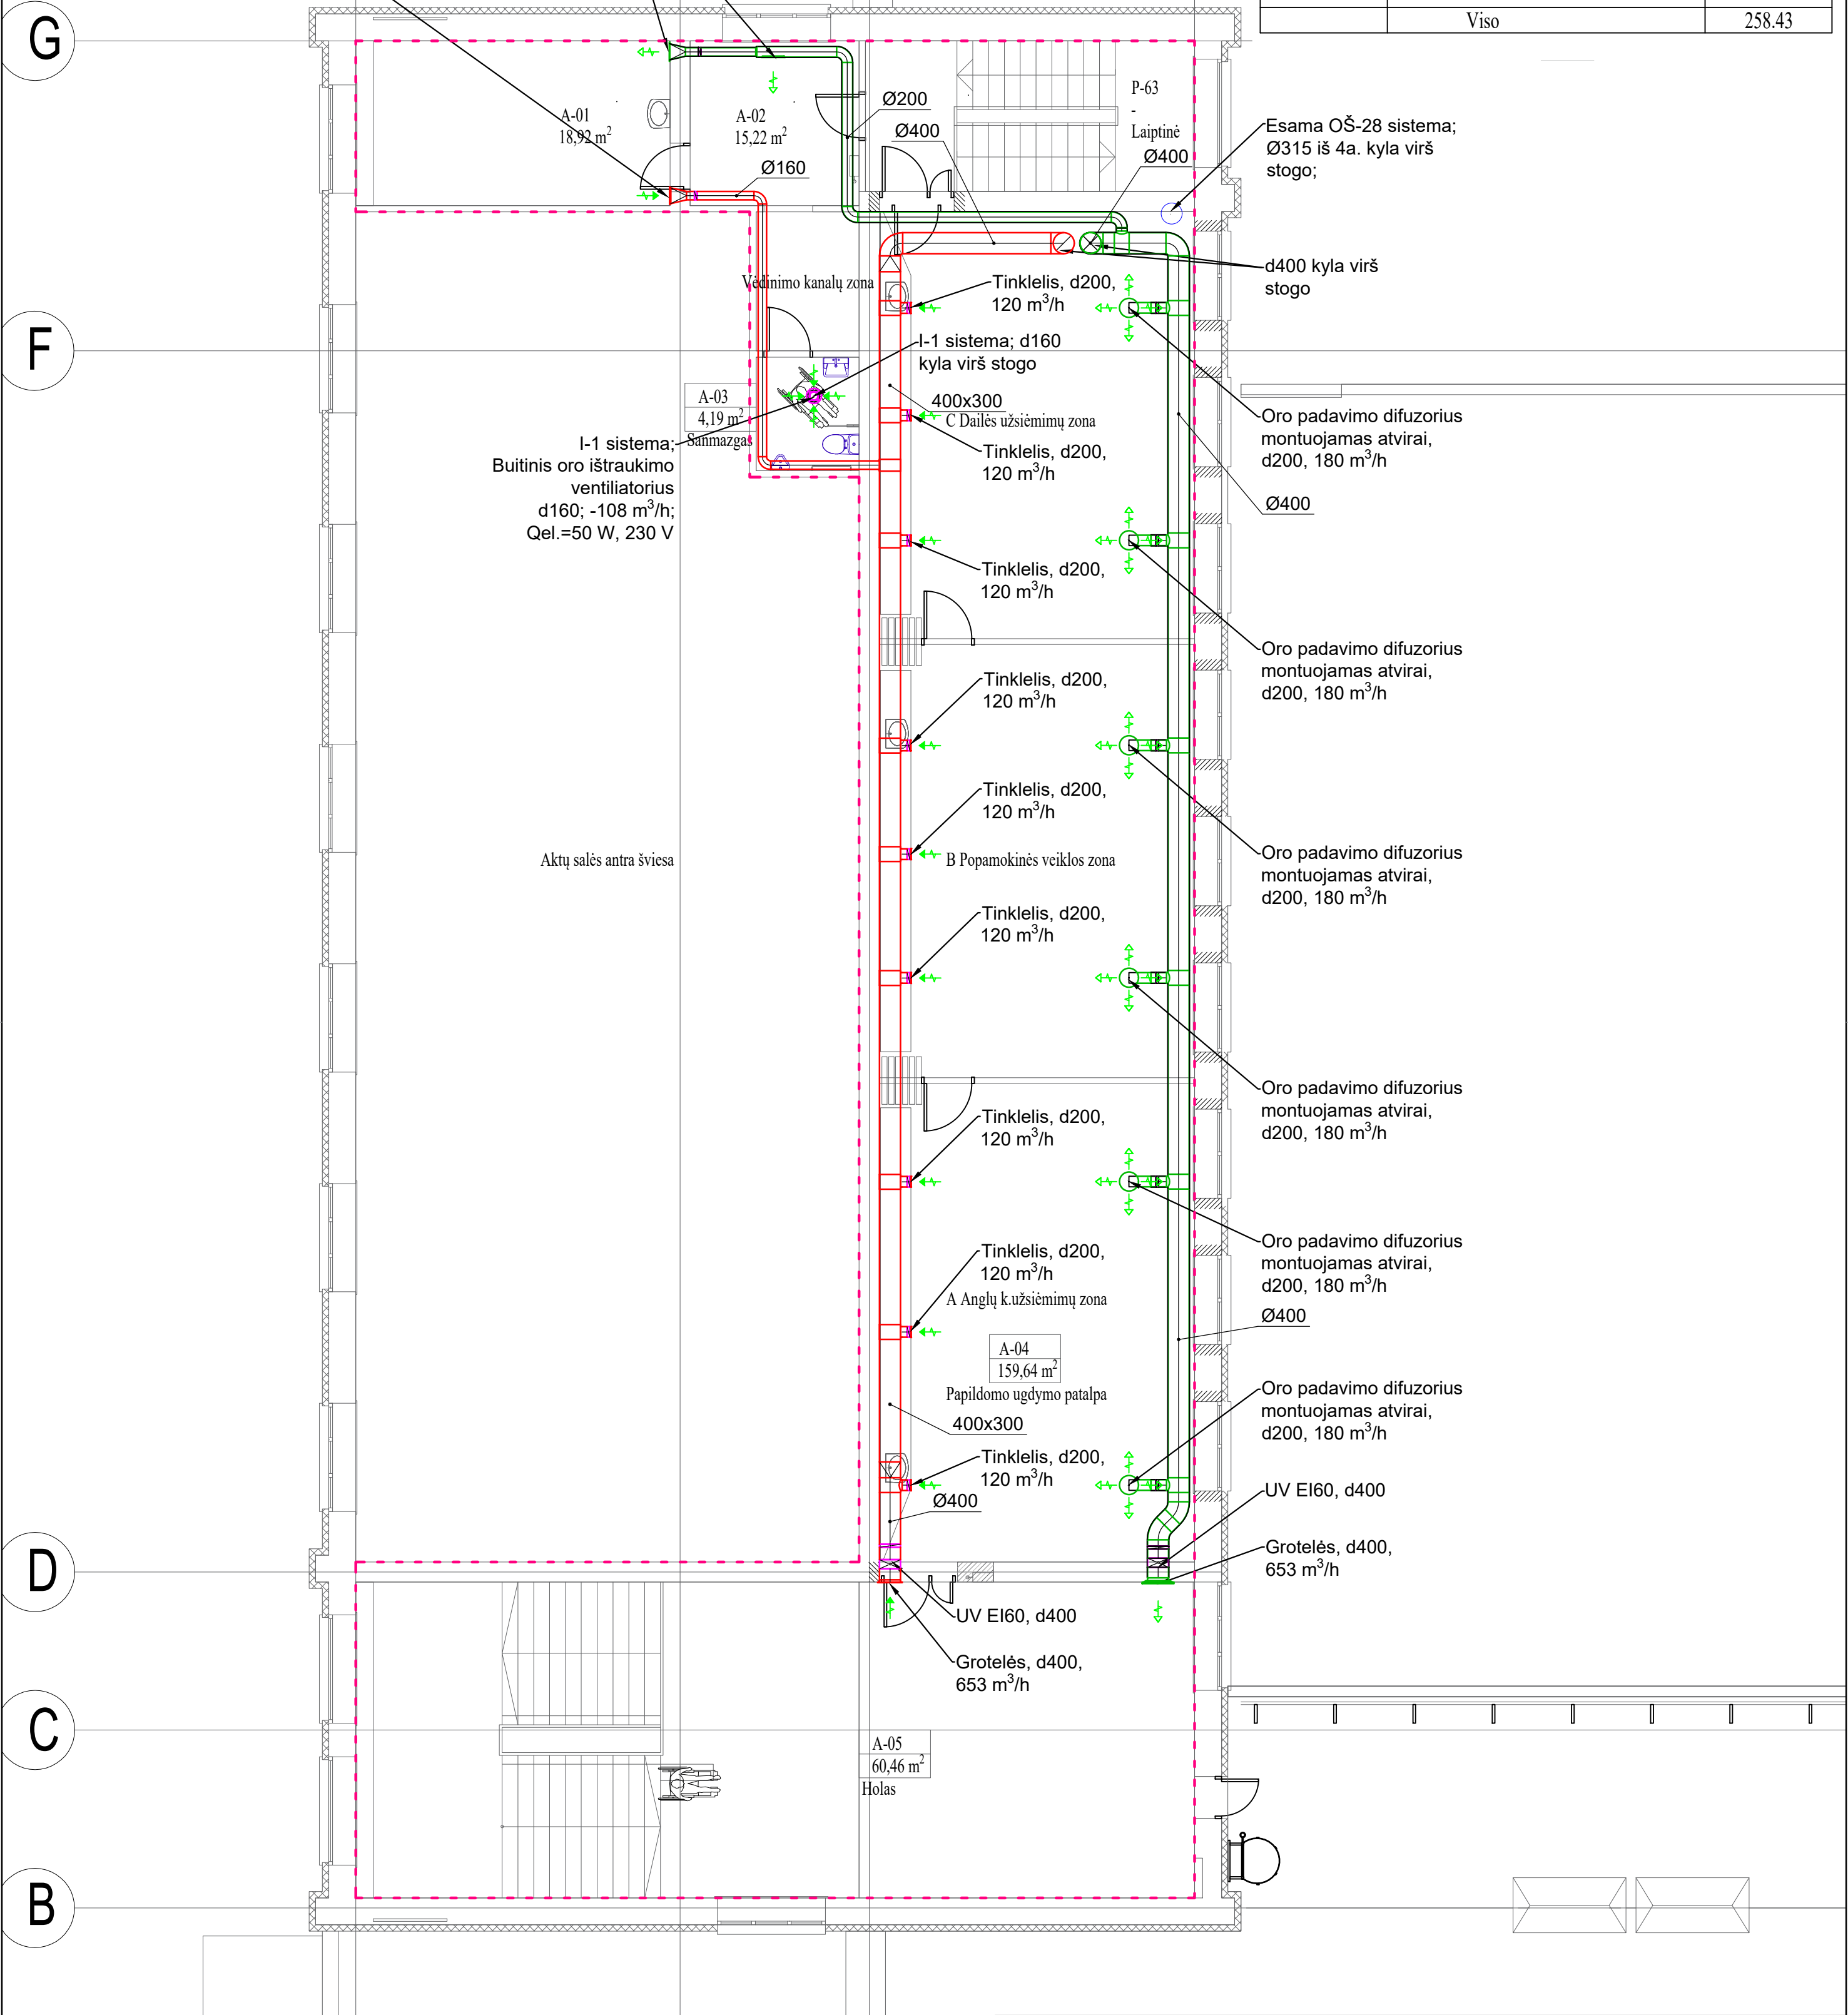 G
Viso 258.43
A-01
18,92 m²
A-02
15,22 m²
Ø200
Ø400
P-63
-
Laiptinė
Ø400
Ø160
Esama OŠ-28 sistema;
Ø315 iš 4a. kyla virš
stogo;
d400 kyla virš
stogo
Vėdinimo kanalų zona
Tinklelis, d200,
120 m³/h
F
I-1 sistema; d160
kyla virš stogo
A-03
4,19 m²
Sanmazgas
400x300
C Dailės užsiėmimų zona
Oro padavimo difuzorius
montuojamas atvirai,
d200, 180 m³/h
I-1 sistema;
Buitinis oro ištraukimo
ventiliatorius
d160; -108 m³/h;
Qel.=50 W, 230 V
Tinklelis, d200,
120 m³/h
Ø400
Tinklelis, d200,
120 m³/h
Oro padavimo difuzorius
montuojamas atvirai,
d200, 180 m³/h
Tinklelis, d200,
120 m³/h
Tinklelis, d200,
120 m³/h
Aktų salės antra šviesa
B Popamokinės veiklos zona
Oro padavimo difuzorius
montuojamas atvirai,
d200, 180 m³/h
Tinklelis, d200,
120 m³/h
Oro padavimo difuzorius
montuojamas atvirai,
d200, 180 m³/h
Tinklelis, d200,
120 m³/h
Oro padavimo difuzorius
montuojamas atvirai,
d200, 180 m³/h
Tinklelis, d200,
120 m³/h
A Anglų k.užsiėmimų zona
Ø400
A-04
159,64 m²
Papildomo ugdymo patalpa
400x300
Oro padavimo difuzorius
montuojamas atvirai,
d200, 180 m³/h
Tinklelis, d200,
120 m³/h
Ø400
UV EI60, d400
D
Grotelės, d400,
653 m³/h
UV EI60, d400
Grotelės, d400,
653 m³/h
C
A-05
60,46 m²
Holas
B